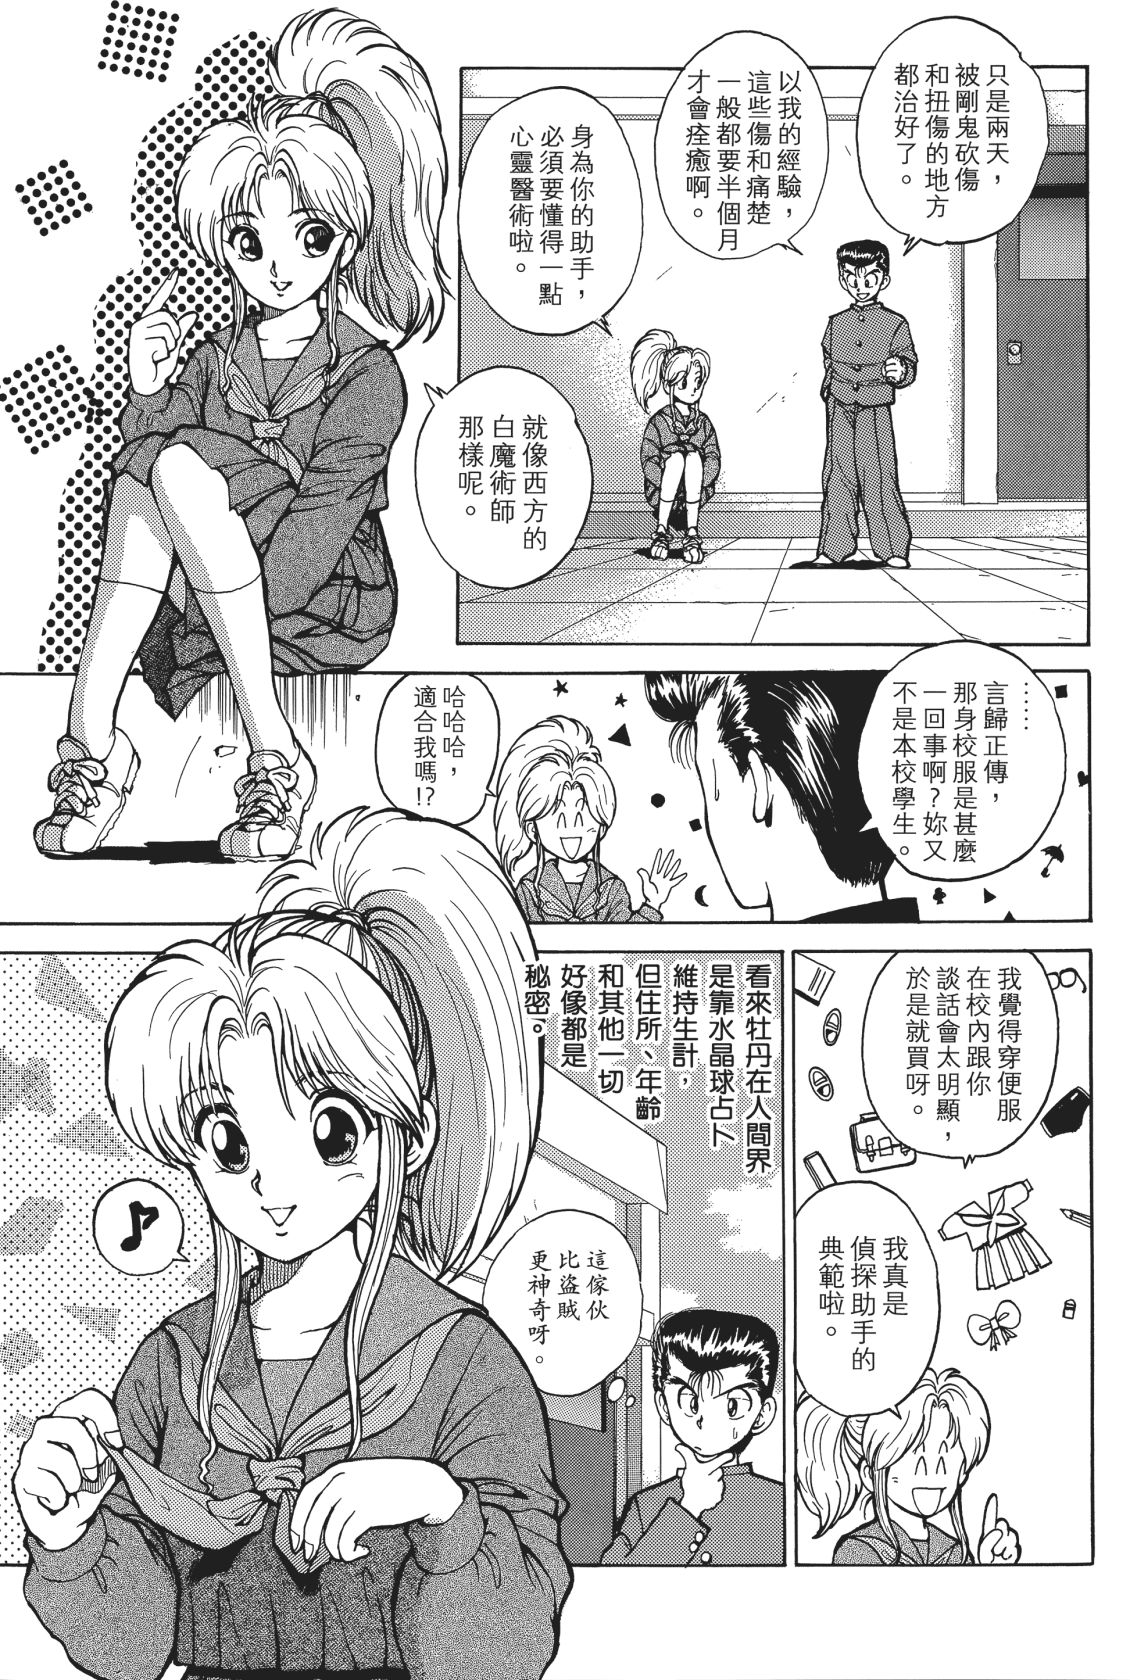 只是兩天，
被剛鬼砍傷
和扭傷的地方
都治好了。
以我的經驗，
這些傷和痛楚
一般都要半個月
才會痊癒啊。
身為你的助手，
必須要懂得一點
心靈醫術啦。
就像西方的
白魔術師
那樣呢。
……
言歸正傳，
那身校服是甚麼
一回事啊？妳又
不是本校學生。
哈哈哈，
適合我嗎!?
我覺得穿便服
在校內跟你
談話會太明顯，
於是就買呀。
我真是
偵探助手的
典範啦。
看來牡丹在人間界
是靠水晶球占卜
維持生計，
但住所、年齡
和其他一切
好像都是
秘密。
這傢伙
比盜賊
更神奇呀。
♪